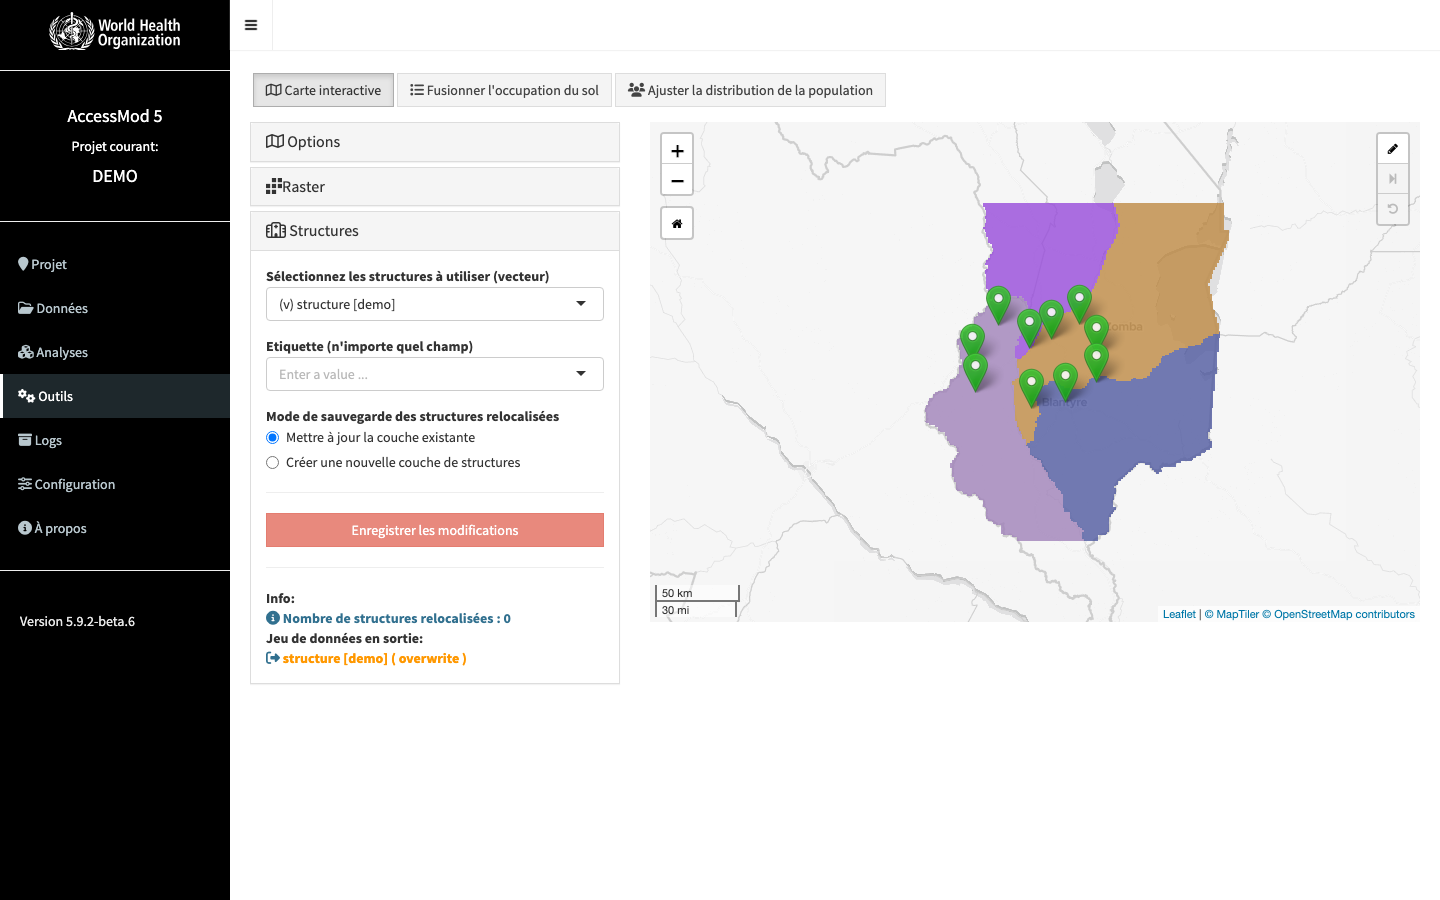 World Health
Organization
AccessMod 5
Projet courant:
DEMO
Projet
Données
Analyses
Outils
Logs
Configuration
À propos
Version 5.9.2-beta.6
Carte interactive
Fusionner l'occupation du sol
Ajuster la distribution de la population
Options
Raster
Structures
Sélectionnez les structures à utiliser (vecteur)
(v) structure [demo]
Etiquette (n'importe quel champ)
Enter a value ...
Mode de sauvegarde des structures relocalisées
Mettre à jour la couche existante
Créer une nouvelle couche de structures
Enregistrer les modifications
Info:
Nombre de structures relocalisées : 0
Jeu de données en sortie:
structure [demo] ( overwrite )
+
−
Zomba
Blantyre
50 km
30 mi
Leaflet | © MapTiler © OpenStreetMap contributors